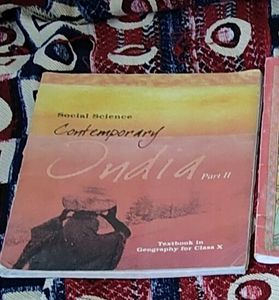 Social Science
Contemporary
India Part II
Textbook in
Geography for Class X